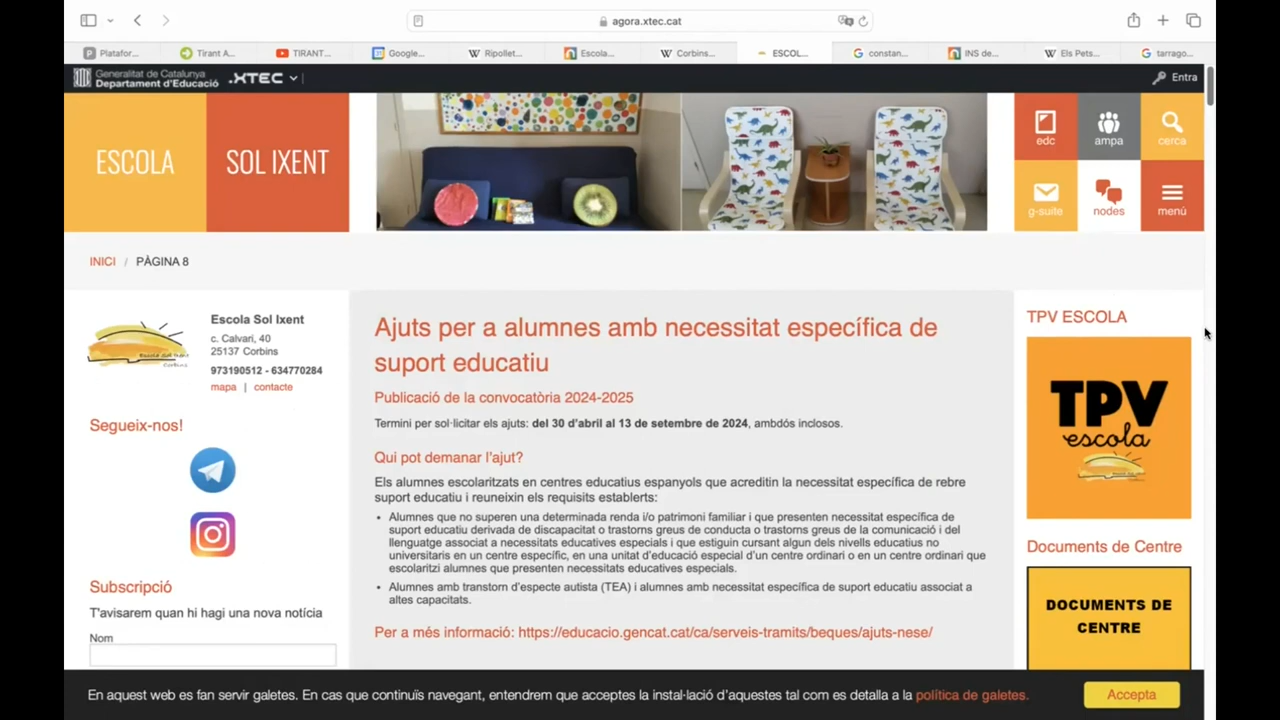 agora.xtec.cat
Platafor...
Tirant A...
TIRANT...
Google...
Ripollet...
Escola...
Corbins...
ESCOL...
constan...
INS de...
Els Pets...
tarrago...
Generalitat de Catalunya
Departament d'Educació
.XTEC
Entra
ESCOLA
SOL IXENT
edc
ampa
cerca
g-suite
nodes
menú
INICI / PÀGINA 8
Escola Sol Ixent
c. Calvari, 40
25137 Corbins
973190512 - 634770284
mapa | contacte
Segueix-nos!
Subscripció
T'avisarem quan hi hagi una nova notícia
Nom
Ajuts per a alumnes amb necessitat específica de
suport educatiu
Publicació de la convocatòria 2024-2025
Termini per sol·licitar els ajuts: del 30 d'abril al 13 de setembre de 2024, ambdós inclosos.
Qui pot demanar l'ajut?
Els alumnes escolaritzats en centres educatius espanyols que acreditin la necessitat específica de rebre
suport educatiu i reuneixin els requisits establerts:
• Alumnes que no superen una determinada renda i/o patrimoni familiar i que presenten necessitat específica de
suport educatiu derivada de discapacitat o trastorns greus de conducta o trastorns greus de la comunicació i del
llenguatge associat a necessitats educatives especials i que estiguin cursant algun dels nivells educatius no
universitaris en un centre específic, en una unitat d'educació especial d'un centre ordinari o en un centre ordinari que
escolaritzi alumnes que presenten necessitats educatives especials.
• Alumnes amb transtorn d'especte autista (TEA) i alumnes amb necessitat específica de suport educatiu associat a
altes capacitats.
Per a més informació: https://educacio.gencat.cat/ca/serveis-tramits/beques/ajuts-nese/
TPV ESCOLA
TPV
escola
Documents de Centre
DOCUMENTS DE
CENTRE
En aquest web es fan servir galetes. En cas que continuïs navegant, entendrem que acceptes la instal·lació d'aquestes tal com es detalla a la política de galetes.
Accepta